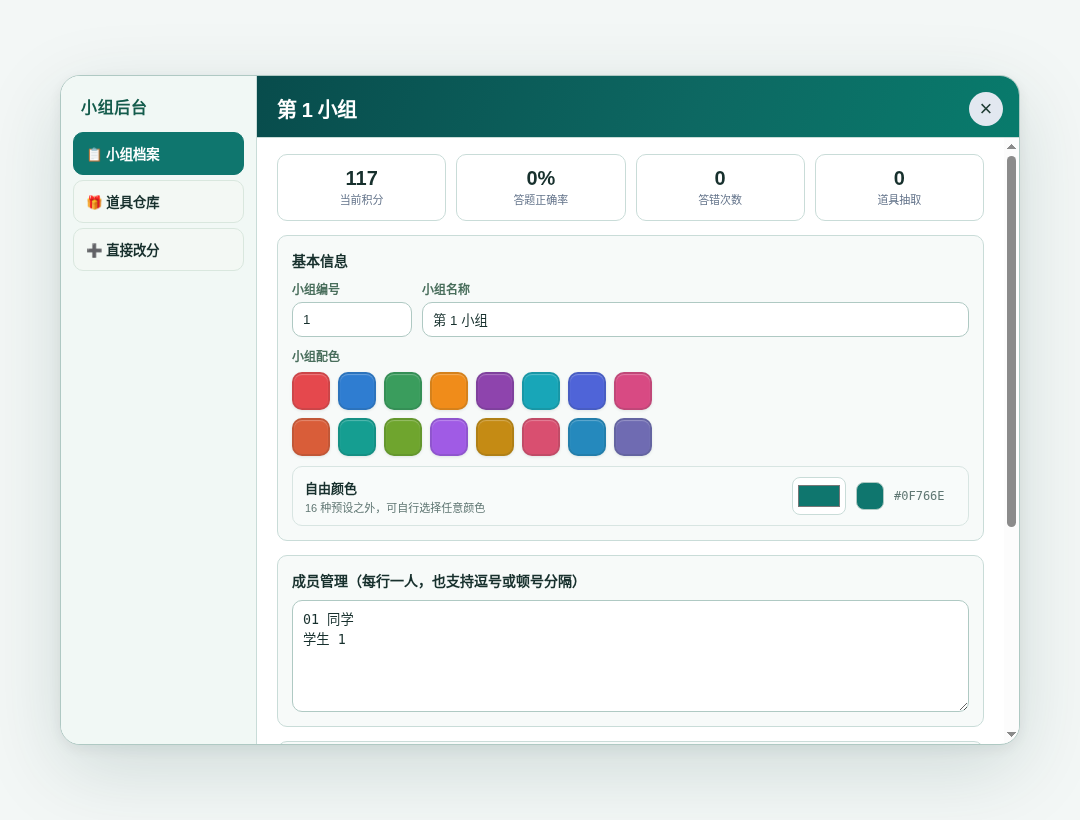 小组后台
📋 小组档案
🎁 道具仓库
➕ 直接改分
第 1 小组
×
117
当前积分
0%
答题正确率
0
答错次数
0
道具抽取
基本信息
小组编号
小组名称
1
第 1 小组
小组配色
自由颜色
16 种预设之外，可自行选择任意颜色
#0F766E
成员管理（每行一人，也支持逗号或顿号分隔）
01 同学
学生 1